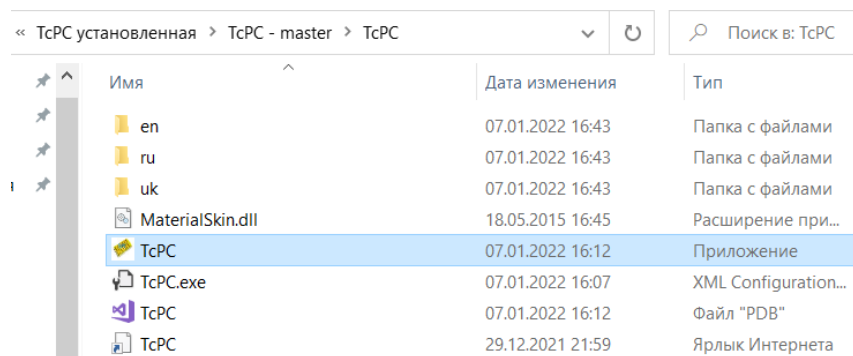 « TcPC установленная > TcPC - master > TcPC Поиск в: TcPC
Имя Дата изменения Тип
en 07.01.2022 16:43 Папка с файлами
ru 07.01.2022 16:43 Папка с файлами
uk 07.01.2022 16:43 Папка с файлами
MaterialSkin.dll 18.05.2015 16:45 Расширение при...
TcPC 07.01.2022 16:12 Приложение
TcPC.exe 07.01.2022 16:07 XML Configuration...
TcPC 07.01.2022 16:12 Файл "PDB"
TcPC 29.12.2021 21:59 Ярлык Интернета